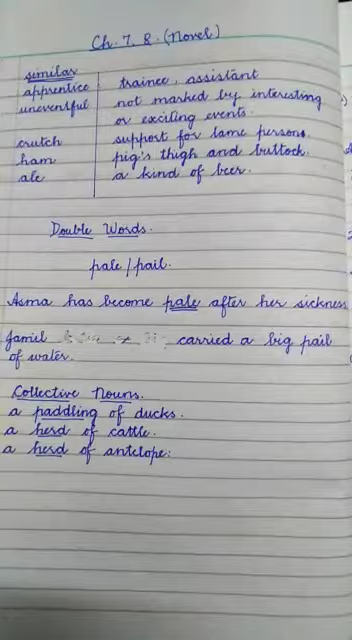 Ch. 7, 8. (Novel)
similar
apprentice trainee, assistant
uneventful not marked by interesting
or exciting events.
crutch support for lame persons.
ham pig's thigh and buttock.
ale a kind of beer.
Double Words.
pale / pail.
Asma has become pale after her sickness
Jamil carried a big pail
of water.
Collective Nouns.
a paddling of ducks.
a herd of cattle.
a herd of antelope: